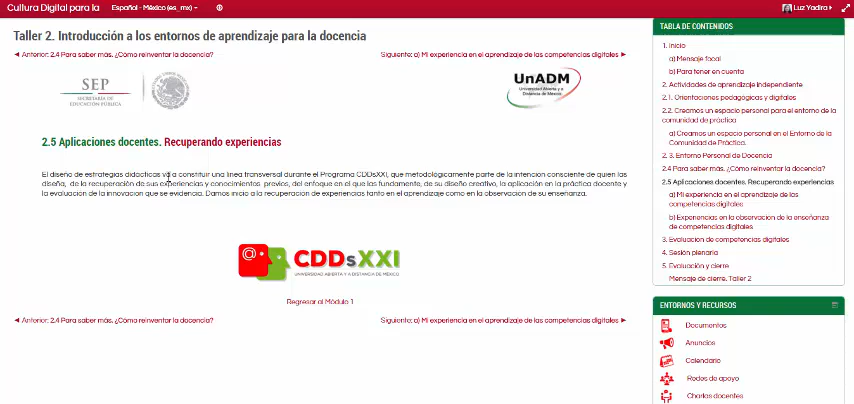 Cultura Digital para la
Español - México (es_mx)
Luz Yadira
Taller 2. Introducción a los entornos de aprendizaje para la docencia
◄ Anterior: 2.4 Para saber más. ¿Cómo reinventar la docencia?
Siguiente: a) Mi experiencia en el aprendizaje de las competencias digitales ►
SEP
SECRETARÍA DE
EDUCACIÓN PÚBLICA
UnADM
Universidad Abierta y a
Distancia de México
2.5 Aplicaciones docentes. Recuperando experiencias
El diseño de estrategias didácticas va a constituir una línea transversal durante el Programa CDDsXXI, que metodológicamente parte de la intención consciente de quien las
diseña, de la recuperación de sus experiencias y conocimientos previos, del enfoque en el que las fundamente, de su diseño creativo, la aplicación en la práctica docente y
la evaluación de la innovación que se evidencia. Damos inicio a la recuperación de experiencias tanto en el aprendizaje como en la observación de su enseñanza.
CDDsXXI
UNIVERSIDAD ABIERTA Y A DISTANCIA DE MÉXICO
Regresar al Módulo 1
◄ Anterior: 2.4 Para saber más. ¿Cómo reinventar la docencia?
Siguiente: a) Mi experiencia en el aprendizaje de las competencias digitales ►
TABLA DE CONTENIDOS
1. Inicio
a) Mensaje focal
b) Para tener en cuenta
2. Actividades de aprendizaje independiente
2.1. Orientaciones pedagógicas y digitales
2.2. Creamos un espacio personal para el entorno de la
comunidad de práctica
a) Creamos un espacio personal en el Entorno de la
Comunidad de Práctica.
2. 3. Entorno Personal de Docencia
2.4 Para saber más. ¿Cómo reinventar la docencia?
2.5 Aplicaciones docentes. Recuperando experiencias
a) Mi experiencia en el aprendizaje de las
competencias digitales
b) Experiencias en la observación de la enseñanza
de competencias digitales
3. Evaluación de competencias digitales
4. Sesión plenaria
5. Evaluación y cierre
Mensaje de cierre. Taller 2
ENTORNOS Y RECURSOS
Documentos
Anuncios
Calendario
Redes de apoyo
Charlas docentes